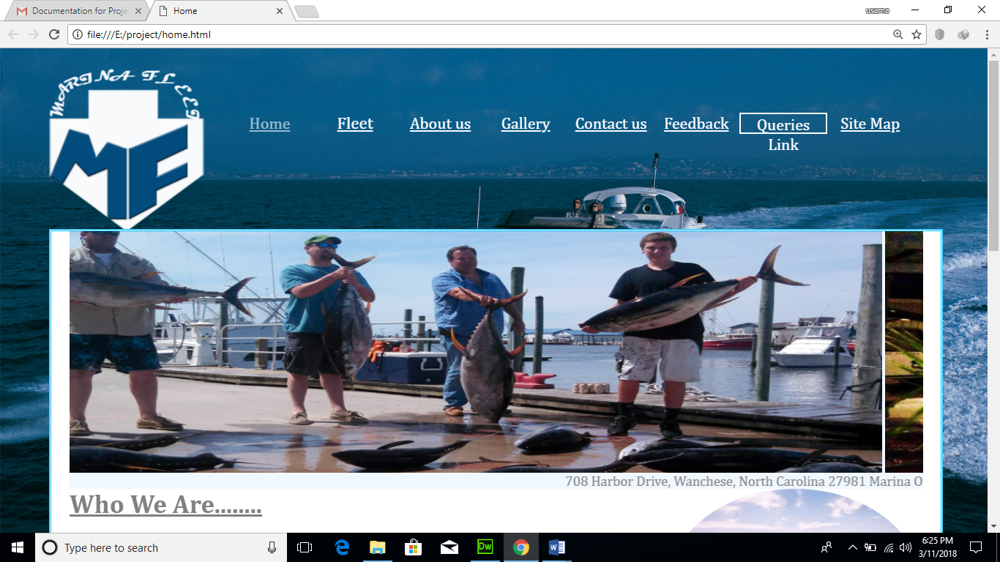 Documentation for Proje
Home
usama
file:///E:/project/home.html
MARINA FLEET
MF
Home Fleet About us Gallery Contact us Feedback Queries Site Map
Link
708 Harbor Drive, Wanchese, North Carolina 27981 Marina O
Who We Are........
Type here to search
Dw
W
6:25 PM
3/11/2018